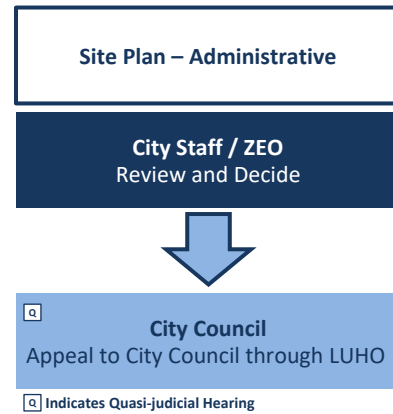 Site Plan – Administrative
City Staff / ZEO
Review and Decide
Q
City Council
Appeal to City Council through LUHO
Q Indicates Quasi-judicial Hearing